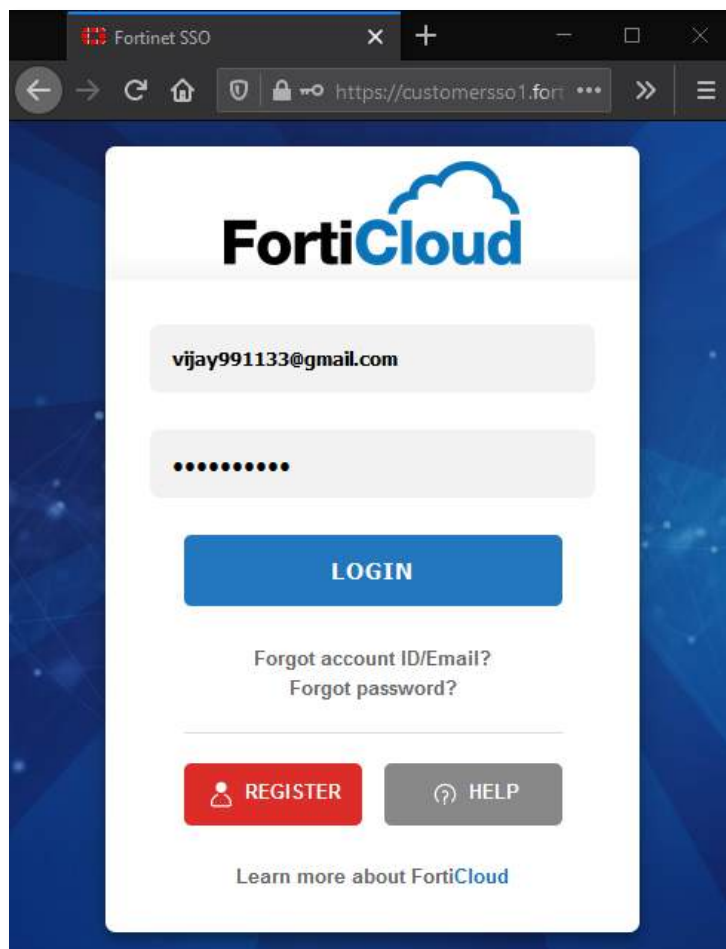 Fortinet SSO
https://customersso1.fort
FortiCloud
vijay991133@gmail.com
••••••••••
LOGIN
Forgot account ID/Email?
Forgot password?
REGISTER
HELP
Learn more about FortiCloud